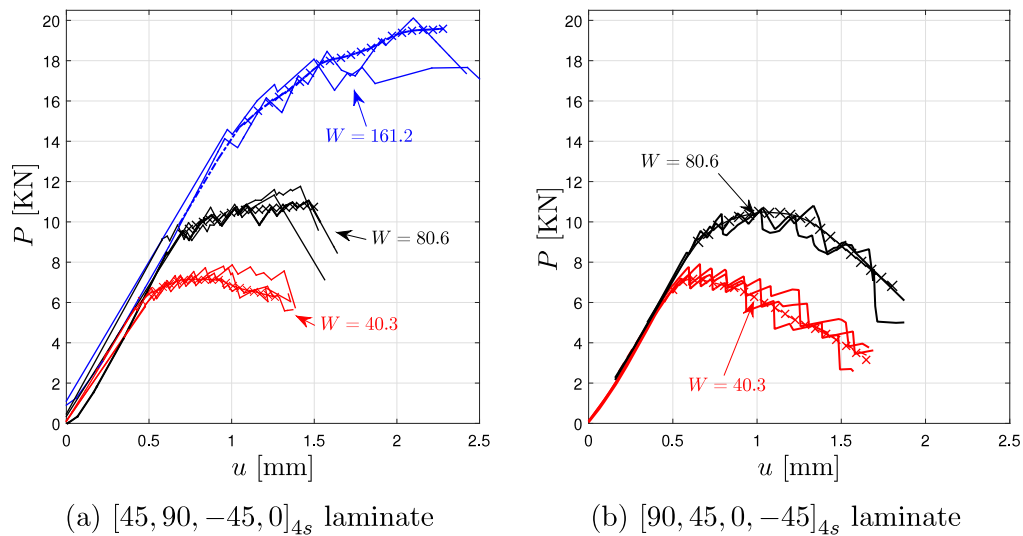 20
18
16
14
12
10
8
6
4
2
0
P [KN]
W = 161.2
W = 80.6
W = 40.3
0 0.5 1 1.5 2 2.5
u [mm]
(a) [45, 90, −45, 0]₄ₛ laminate
20
18
16
14
12
10
8
6
4
2
0
P [KN]
W = 80.6
W = 40.3
0 0.5 1 1.5 2 2.5
u [mm]
(b) [90, 45, 0, −45]₄ₛ laminate